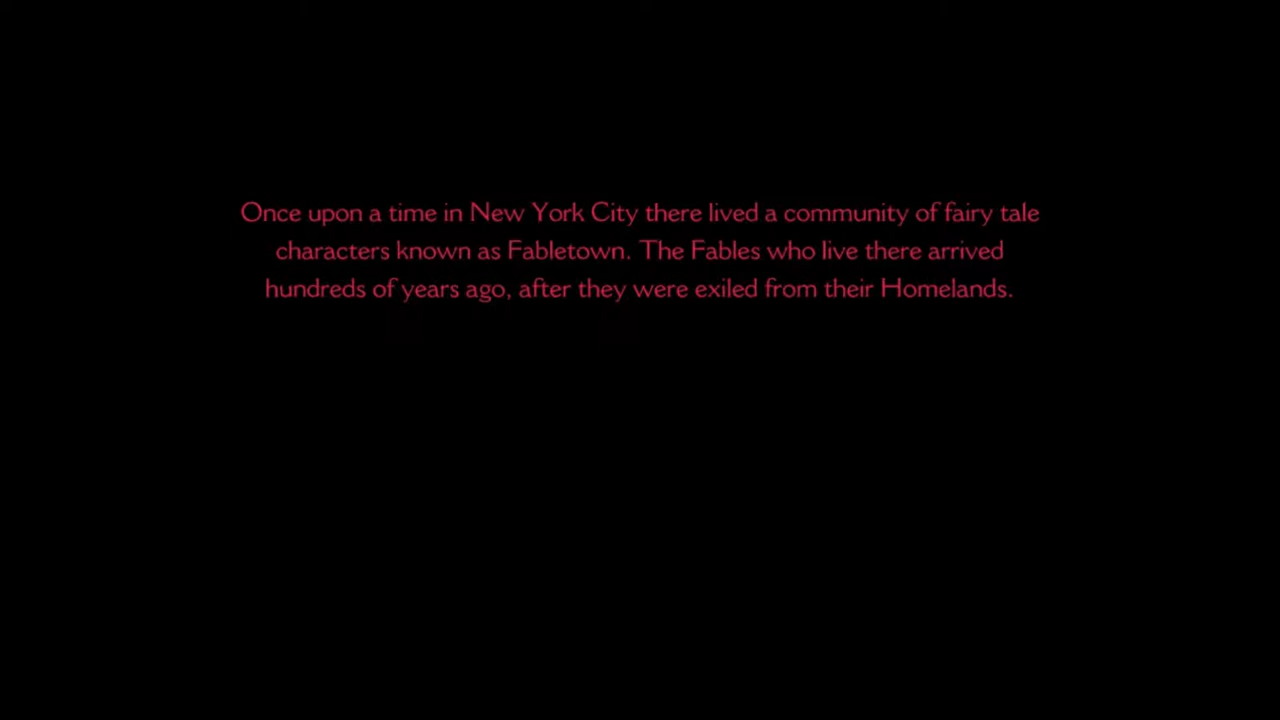 Once upon a time in New York City there lived a community of fairy tale
characters known as Fabletown. The Fables who live there arrived
hundreds of years ago, after they were exiled from their Homelands.